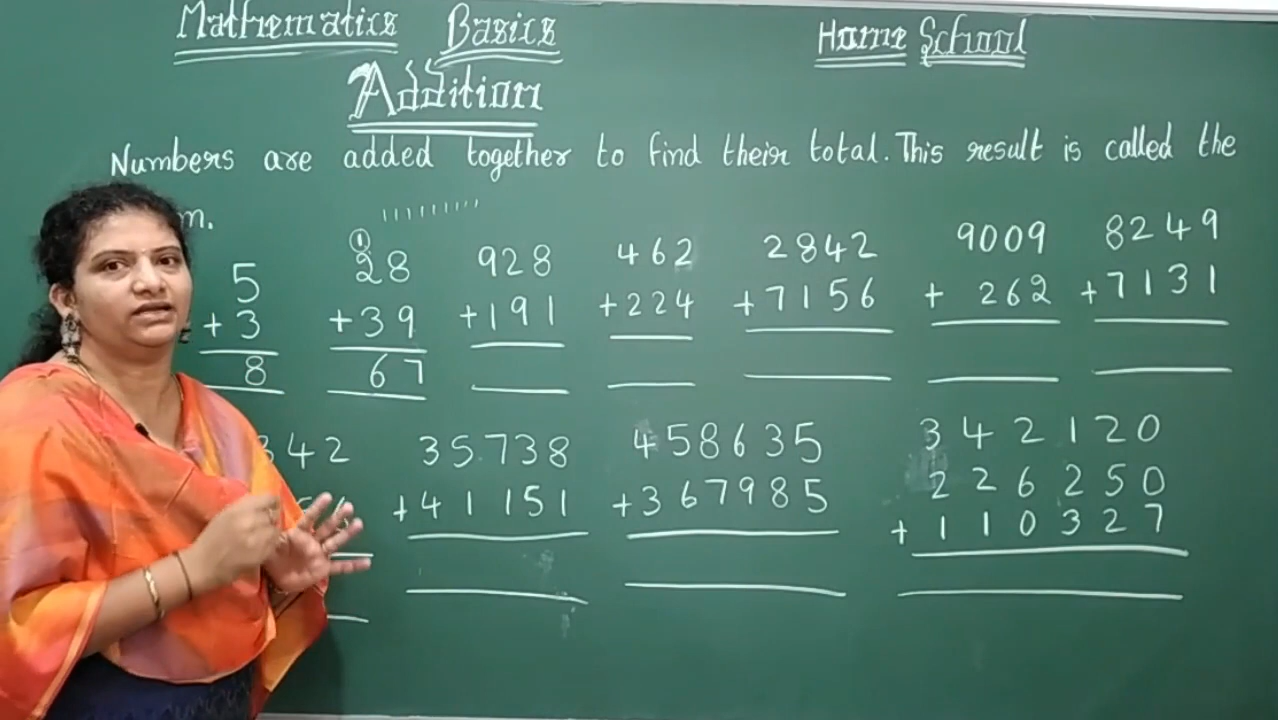 Mathematics Basics Home School
Addition
Numbers are added together to find their total. This result is called the
m.
① 
5 28 928 462 2842 9009 8249
+3 +39 +191 +224 +7156 + 262 +7131
8 67
342 35738 458635 342120
+41151 +367985 226250
+110327